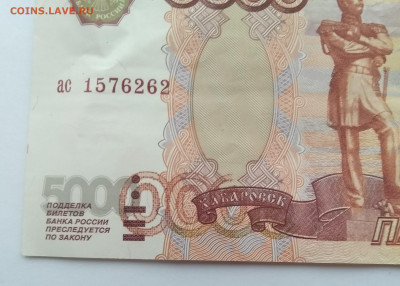 COINS.LAVE.RU
ас 1576262
5000
ПОДДЕЛКА
БИЛЕТОВ
БАНКА РОССИИ
ПРЕСЛЕДУЕТСЯ
ПО ЗАКОНУ
ХАБАРОВСК